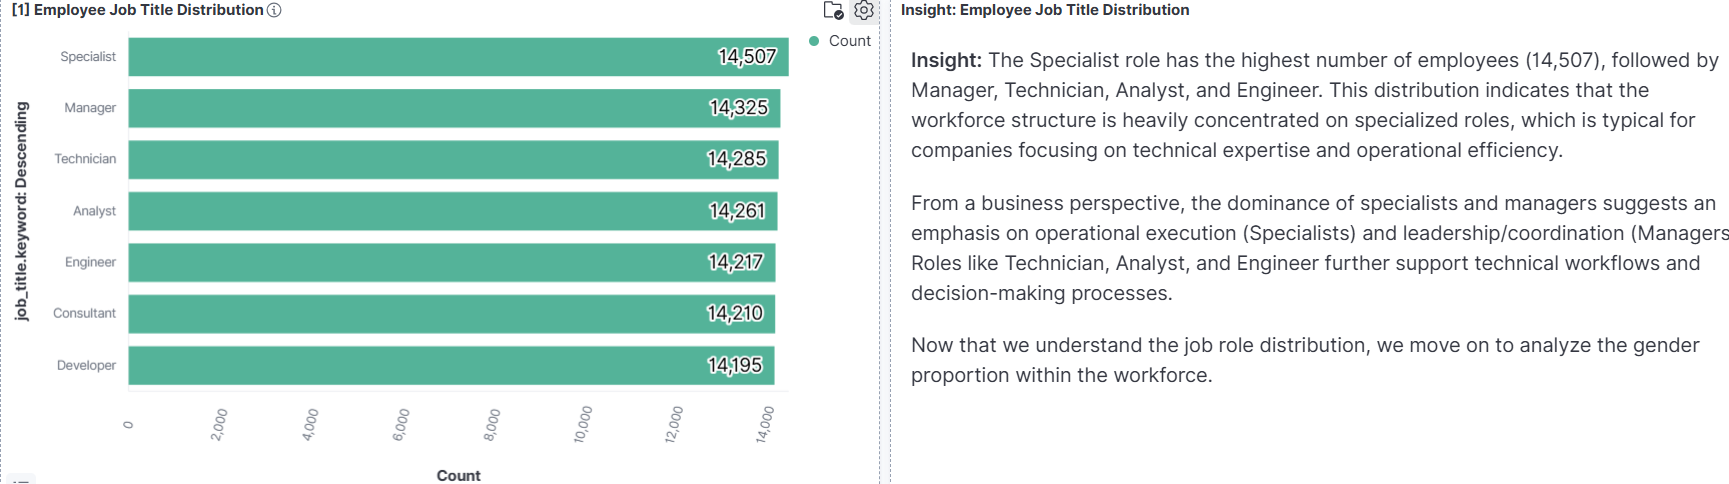 [1] Employee Job Title Distribution
Count
Specialist 14,507
Manager 14,325
Technician 14,285
Analyst 14,261
Engineer 14,217
Consultant 14,210
Developer 14,195
job_title.keyword: Descending
0 2,000 4,000 6,000 8,000 10,000 12,000 14,000
Count
Insight: Employee Job Title Distribution
Insight: The Specialist role has the highest number of employees (14,507), followed by
Manager, Technician, Analyst, and Engineer. This distribution indicates that the
workforce structure is heavily concentrated on specialized roles, which is typical for
companies focusing on technical expertise and operational efficiency.
From a business perspective, the dominance of specialists and managers suggests an
emphasis on operational execution (Specialists) and leadership/coordination (Managers
Roles like Technician, Analyst, and Engineer further support technical workflows and
decision-making processes.
Now that we understand the job role distribution, we move on to analyze the gender
proportion within the workforce.